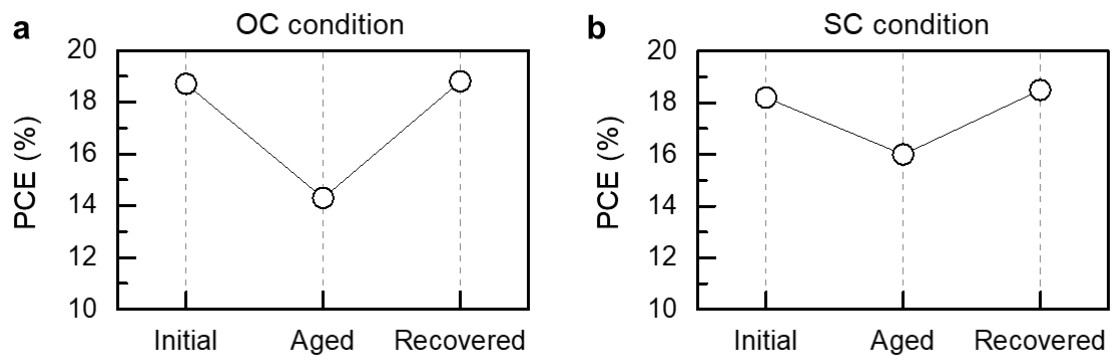 a
OC condition
PCE (%)
20
18
16
14
12
10
Initial Aged Recovered
b
SC condition
PCE (%)
20
18
16
14
12
10
Initial Aged Recovered